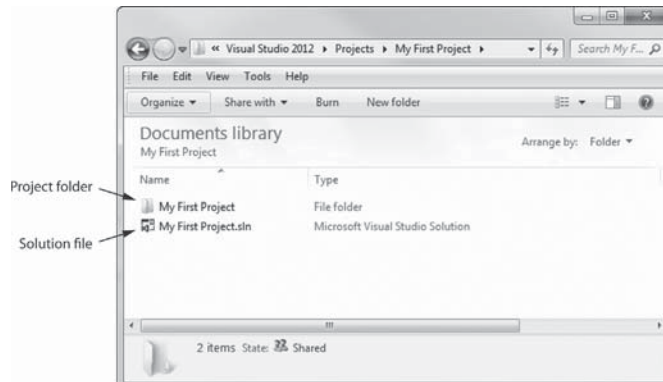 « Visual Studio 2012 ▸ Projects ▸ My First Project ▸
Search My F...
File Edit View Tools Help
Organize ▾ Share with ▾ Burn New folder
Documents library
My First Project
Arrange by: Folder ▾
Name Type
Project folder
My First Project File folder
My First Project.sln Microsoft Visual Studio Solution
Solution file
2 items State: Shared